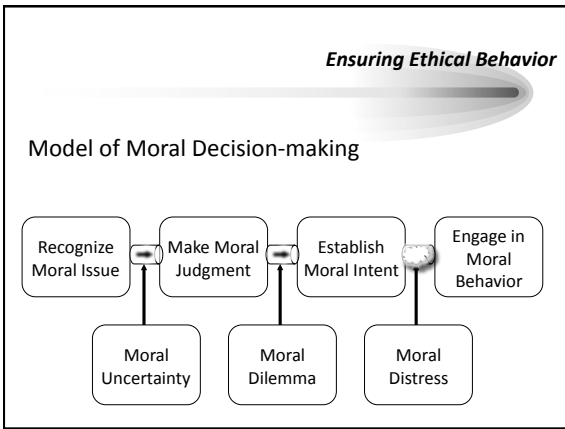 Ensuring Ethical Behavior
Model of Moral Decision-making
Recognize
Moral Issue
Make Moral
Judgment
Establish
Moral Intent
Engage in
Moral
Behavior
Moral
Uncertainty
Moral
Dilemma
Moral
Distress